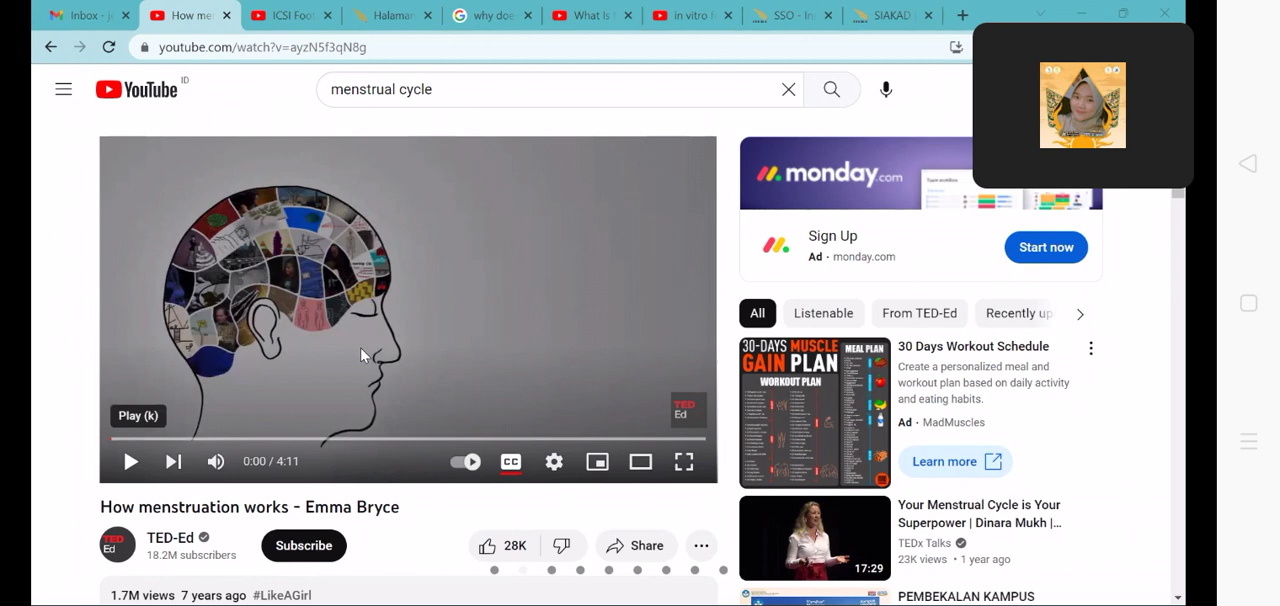 Inbox - je
How me
ICSI Foot
Halaman
why doe
What Is
in vitro f
SSO - In
SIAKAD |
youtube.com/watch?v=ayzN5f3qN8g
YouTube ID
menstrual cycle
monday.com
Sign Up
Ad · monday.com
Start now
All
Listenable
From TED-Ed
Recently up
30-DAYS MUSCLE
GAIN PLAN
WORKOUT PLAN
MEAL PLAN
30 Days Workout Schedule
Create a personalized meal and
workout plan based on daily activity
and eating habits.
Ad · MadMuscles
Learn more
Play (k)
TED
Ed
0:00 / 4:11
CC
How menstruation works - Emma Bryce
TED
Ed
TED-Ed
18.2M subscribers
Subscribe
28K
Share
1.7M views 7 years ago #LikeAGirl
17:29
Your Menstrual Cycle is Your
Superpower | Dinara Mukh |...
TEDx Talks
23K views · 1 year ago
PEMBEKALAN KAMPUS